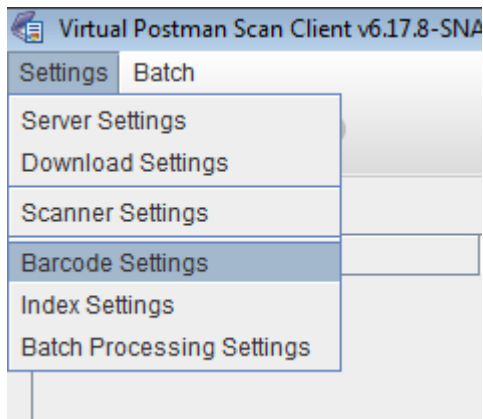 Virtual Postman Scan Client v6.17.8-SNA
Settings Batch
Server Settings
Download Settings
Scanner Settings
Barcode Settings
Index Settings
Batch Processing Settings